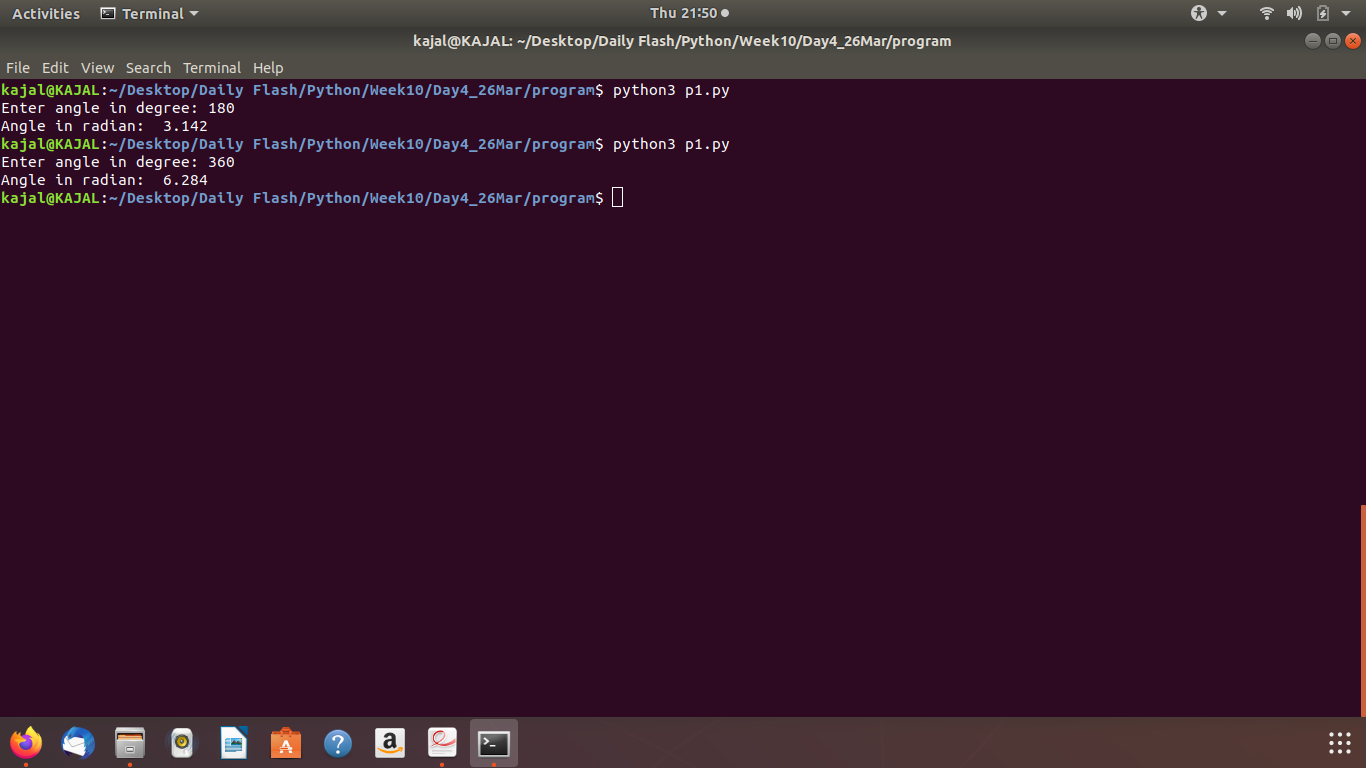 Activities Terminal Thu 21:50
kajal@KAJAL: ~/Desktop/Daily Flash/Python/Week10/Day4_26Mar/program
File Edit View Search Terminal Help
kajal@KAJAL:~/Desktop/Daily Flash/Python/Week10/Day4_26Mar/program$ python3 p1.py
Enter angle in degree: 180
Angle in radian:  3.142
kajal@KAJAL:~/Desktop/Daily Flash/Python/Week10/Day4_26Mar/program$ python3 p1.py
Enter angle in degree: 360
Angle in radian:  6.284
kajal@KAJAL:~/Desktop/Daily Flash/Python/Week10/Day4_26Mar/program$